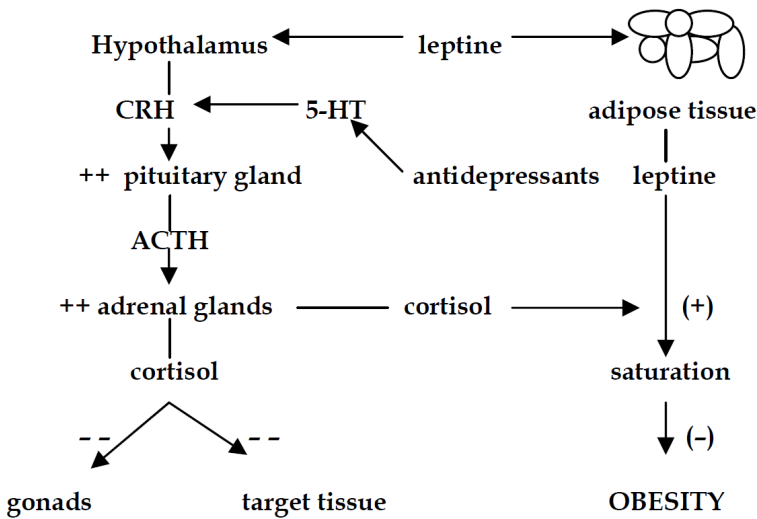 Hypothalamus leptine
CRH 5-HT adipose tissue
++ pituitary gland antidepressants leptine
ACTH
++ adrenal glands cortisol (+)
cortisol saturation
– – – – (–)
gonads target tissue OBESITY